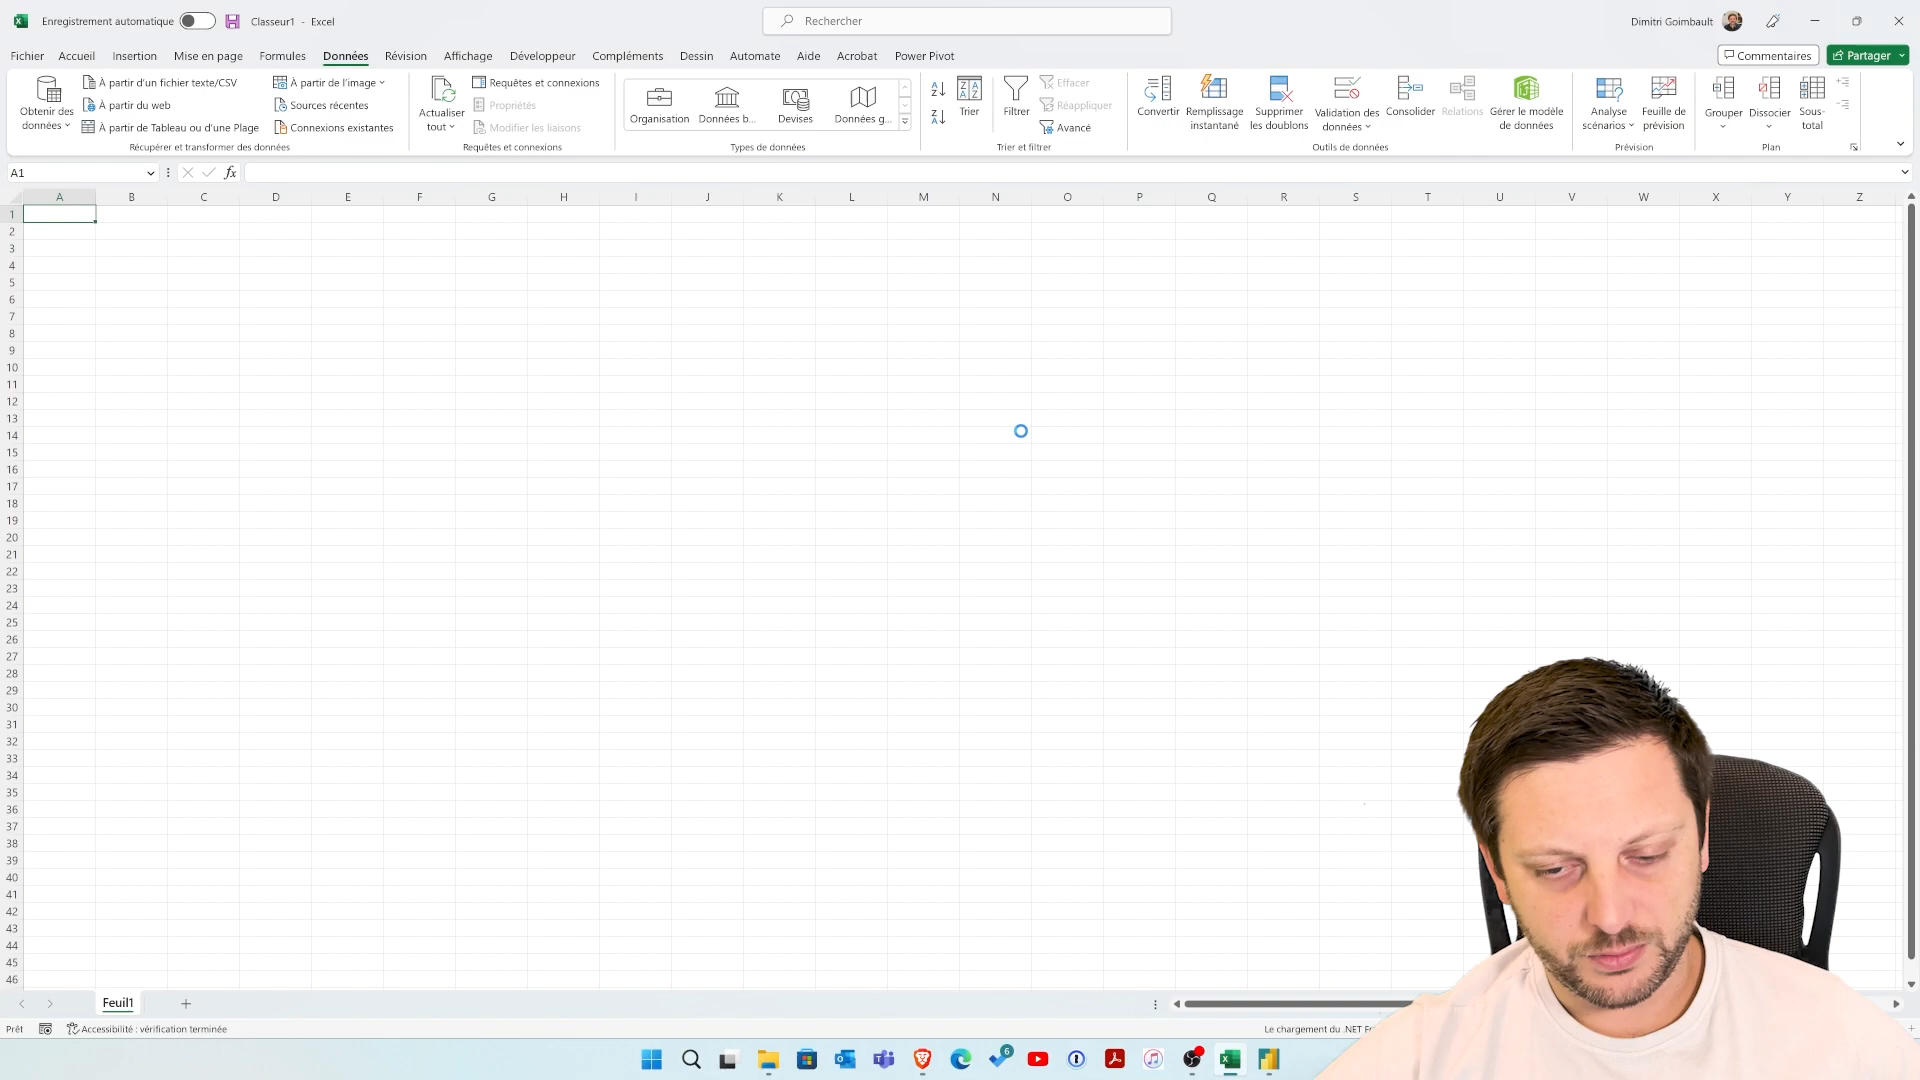 Enregistrement automatique
Classeur1 - Excel
Rechercher
Dimitri Goimbault
Fichier Accueil Insertion Mise en page Formules Données Révision Affichage Développeur Compléments Dessin Automate Aide Acrobat Power Pivot
Commentaires
Partager
Obtenir des
données
À partir d'un fichier texte/CSV
À partir du web
À partir de Tableau ou d'une Plage
À partir de l'image
Sources récentes
Connexions existantes
Récupérer et transformer des données
Actualiser
tout
Requêtes et connexions
Propriétés
Modifier les liaisons
Requêtes et connexions
Organisation
Données b...
Devises
Données g...
Types de données
Trier
Filtrer
Effacer
Réappliquer
Avancé
Trier et filtrer
Convertir
Remplissage
instantané
Supprimer
les doublons
Validation des
données
Consolider
Relations
Gérer le modèle
de données
Outils de données
Analyse
scénarios
Feuille de
prévision
Prévision
Grouper
Dissocier
Sous-
total
Plan
A1
fx
A B C D E F G H I J K L M N O P Q R S T U V W X Y Z
1
2
3
4
5
6
7
8
9
10
11
12
13
14
15
16
17
18
19
20
21
22
23
24
25
26
27
28
29
30
31
32
33
34
35
36
37
38
39
40
41
42
43
44
45
46
Feuil1
Prêt
Accessibilité : vérification terminée
Le chargement du .NET
6